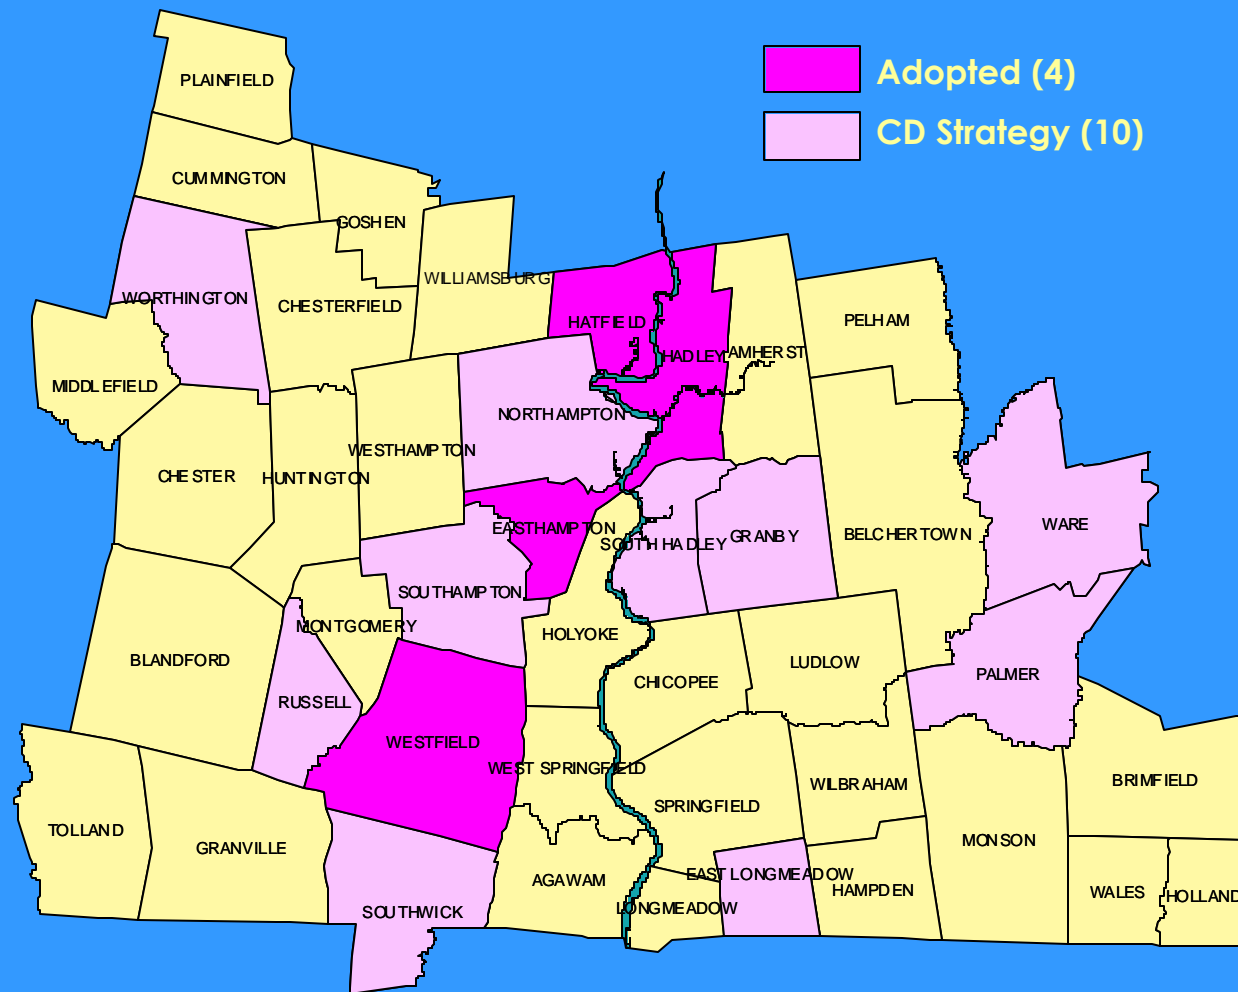 Adopted (4)
CD Strategy (10)
PLAINFIELD
CUMMINGTON
GOSHEN
WILLIAMSBURG
WORTHINGTON
CHESTERFIELD
HATFIELD
PELHAM
HADLEY
AMHERST
MIDDLEFIELD
NORTHAMPTON
WESTHAMPTON
CHESTER
HUNTINGTON
EASTHAMPTON
WARE
GRANBY
BELCHERTOWN
SOUTH HADLEY
SOUTHAMPTON
MONTGOMERY
HOLYOKE
BLANDFORD
LUDLOW
PALMER
CHICOPEE
RUSSELL
WESTFIELD
WEST SPRINGFIELD
BRIMFIELD
WILBRAHAM
SPRINGFIELD
TOLLAND
GRANVILLE
MONSON
EAST LONGMEADOW
AGAWAM
HAMPDEN
WALES
HOLLAND
LONGMEADOW
SOUTHWICK